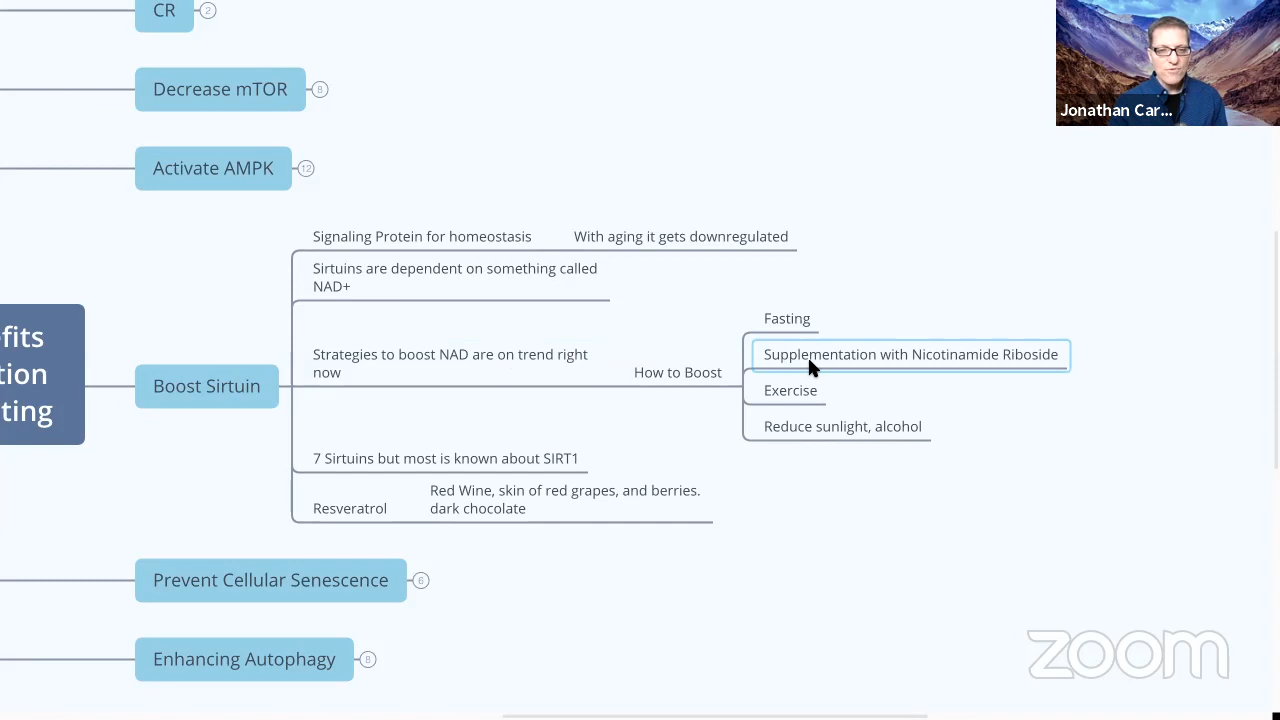 CR
2
Decrease mTOR
8
Activate AMPK
12
Jonathan Car...
Signaling Protein for homeostasis
With aging it gets downregulated
Sirtuins are dependent on something called
NAD+
fits
tion
ting
Boost Sirtuin
Strategies to boost NAD are on trend right
now
How to Boost
Fasting
Supplementation with Nicotinamide Riboside
Exercise
Reduce sunlight, alcohol
7 Sirtuins but most is known about SIRT1
Resveratrol
Red Wine, skin of red grapes, and berries.
dark chocolate
Prevent Cellular Senescence
6
Enhancing Autophagy
8
zoom